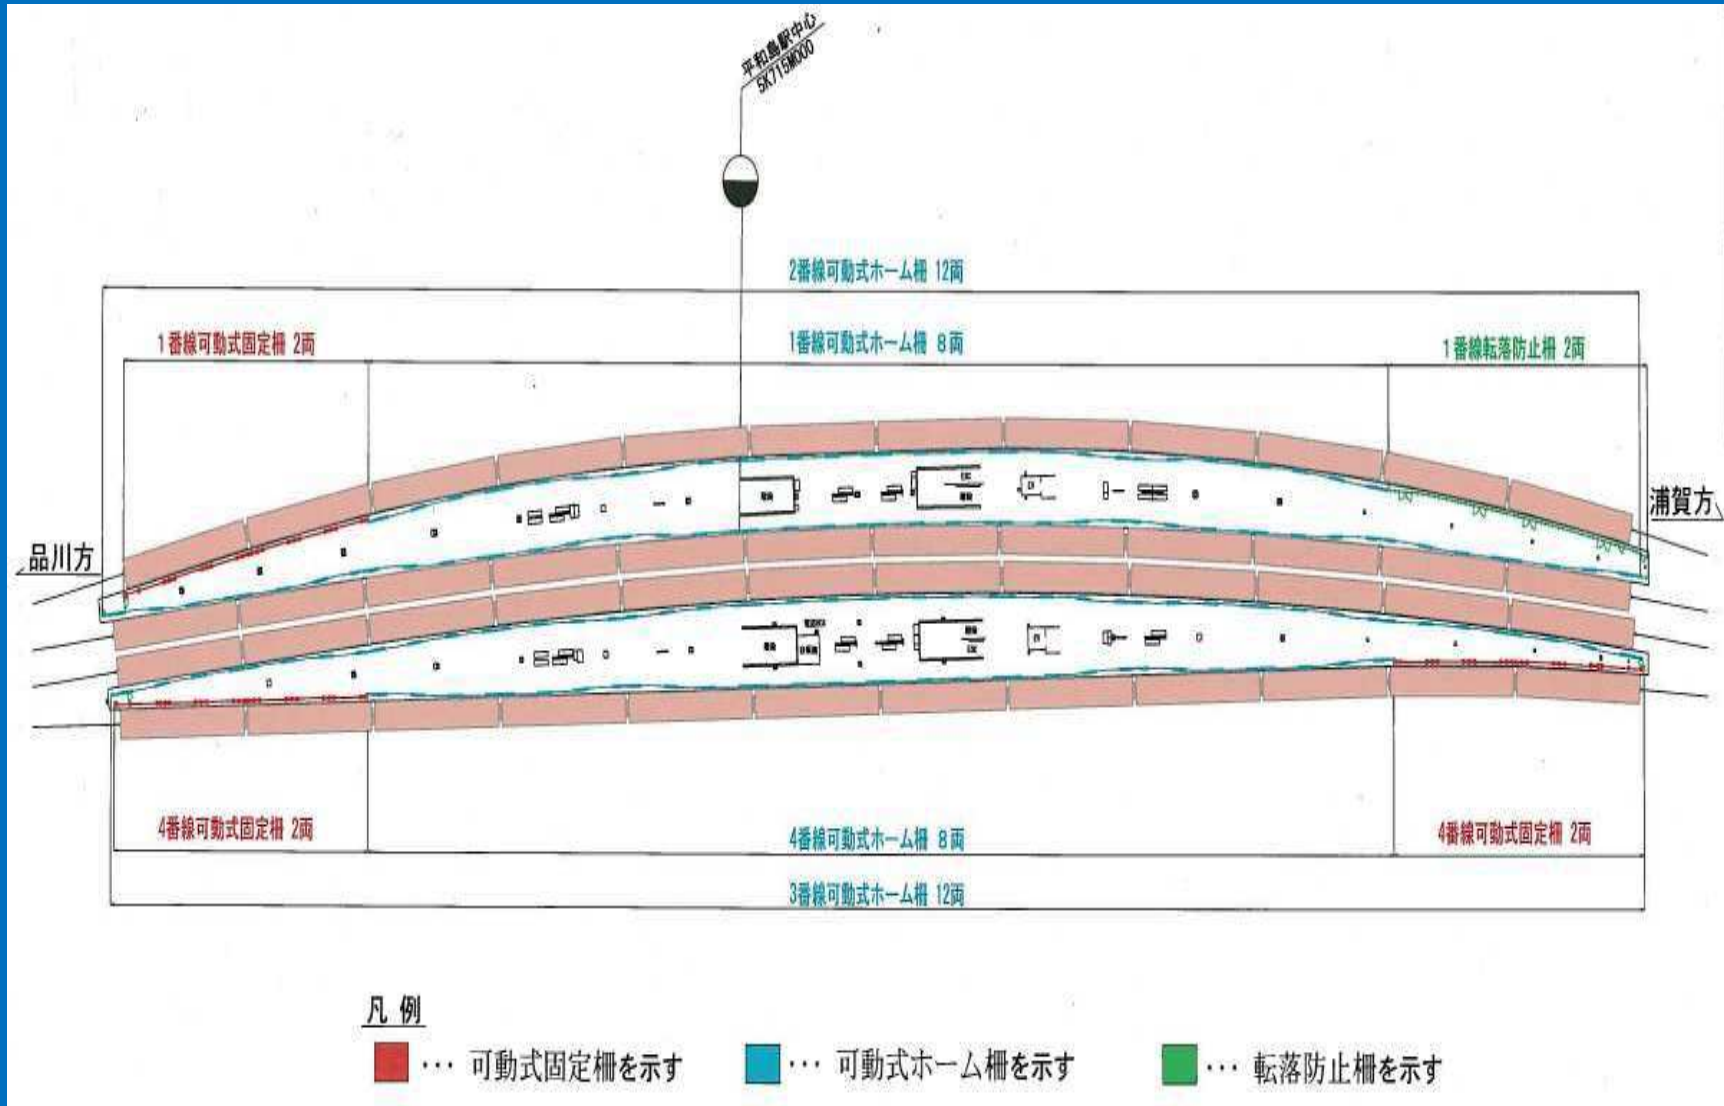 平和島駅中心
5K715M000
2番線可動式ホーム柵 12両
1番線可動式固定柵 2両
1番線可動式ホーム柵 8両
1番線転落防止柵 2両
品川方
浦賀方
4番線可動式固定柵 2両
4番線可動式ホーム柵 8両
4番線可動式固定柵 2両
3番線可動式ホーム柵 12両
凡 例
… 可動式固定柵を示す
… 可動式ホーム柵を示す
… 転落防止柵を示す